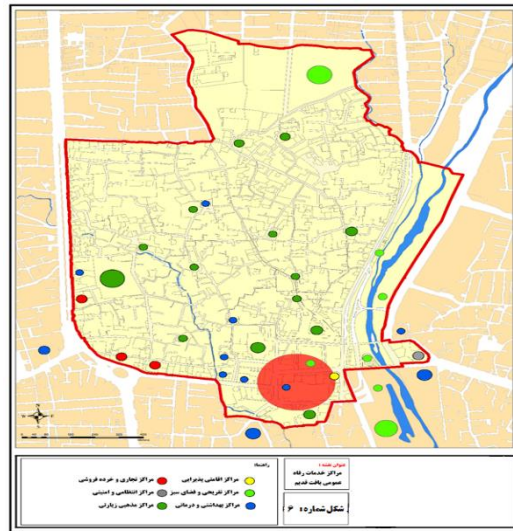 راهنما:
مراکز اقامتی پذیرایی
مراکز تجاری و خرده فروشی
مراکز تفریحی و فضای سبز
مراکز انتظامی و امنیتی
مراکز بهداشتی و درمانی
مراکز مذهبی زیارتی
عنوان نقشه:
مراکز خدمات رفاه
عمومی بافت قدیم
شکل شماره: ۶